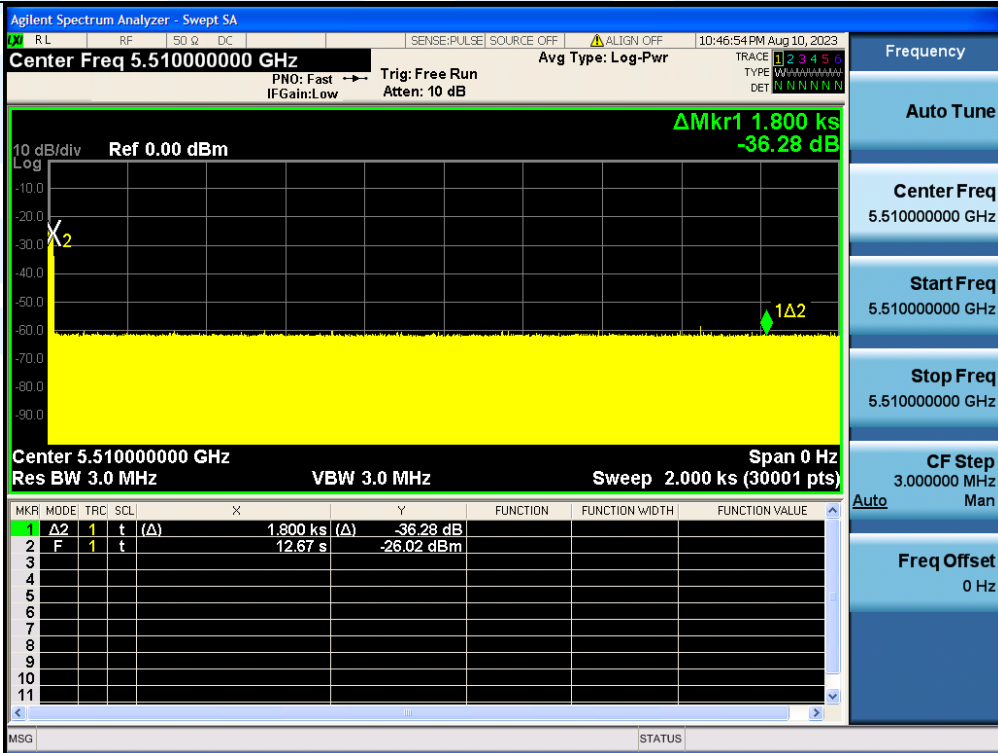 Agilent Spectrum Analyzer - Swept SA
LXI RL RF 50 Ω DC SENSE:PULSE SOURCE OFF ALIGN OFF 10:46:54 PM Aug 10, 2023
Center Freq 5.510000000 GHz
PNO: Fast
IFGain:Low
Trig: Free Run
Atten: 10 dB
Avg Type: Log-Pwr
TRACE 1 2 3 4 5 6
TYPE WWWWWW
DET N N N N N N
ΔMkr1 1.800 ks
-36.28 dB
10 dB/div Ref 0.00 dBm
Log
-10.0
-20.0
-30.0
-40.0
-50.0
-60.0
-70.0
-80.0
-90.0
X2
1Δ2
Center 5.510000000 GHz Span 0 Hz
Res BW 3.0 MHz VBW 3.0 MHz Sweep 2.000 ks (30001 pts)
MKR MODE TRC SCL X Y FUNCTION FUNCTION WIDTH FUNCTION VALUE
1 Δ2 1 t (Δ) 1.800 ks (Δ) -36.28 dB
2 F 1 t 12.67 s -26.02 dBm
3
4
5
6
7
8
9
10
11
MSG STATUS
Frequency
Auto Tune
Center Freq
5.510000000 GHz
Start Freq
5.510000000 GHz
Stop Freq
5.510000000 GHz
CF Step
3.000000 MHz
Auto Man
Freq Offset
0 Hz